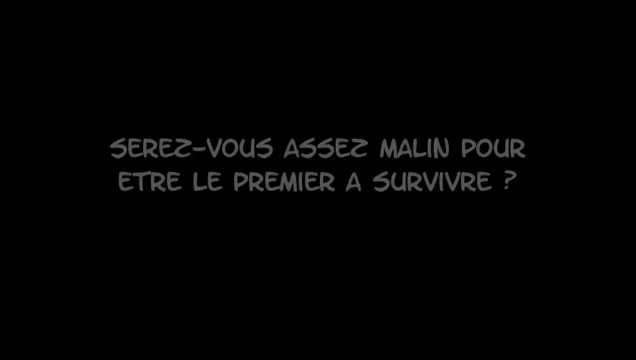 SEREZ-VOUS ASSEZ MALIN POUR
ETRE LE PREMIER A SURVIVRE ?